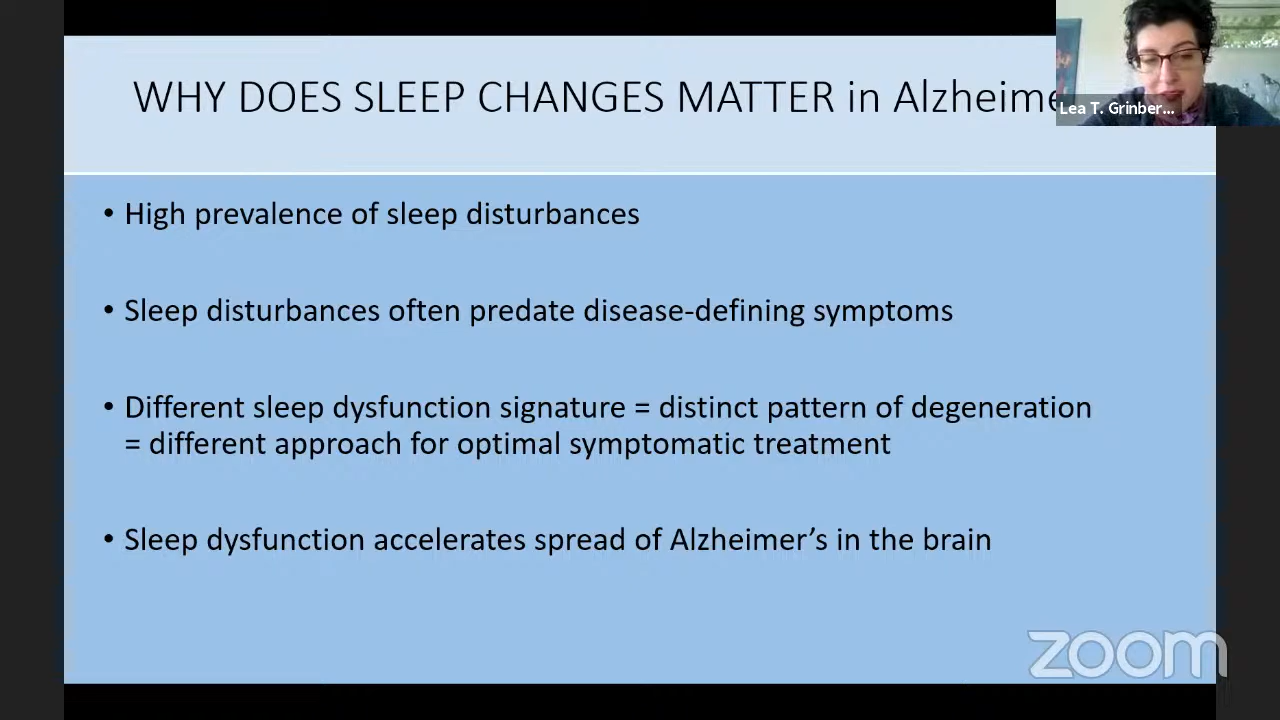 WHY DOES SLEEP CHANGES MATTER in Alzheime
Lea T. Grinber...
• High prevalence of sleep disturbances
• Sleep disturbances often predate disease-defining symptoms
• Different sleep dysfunction signature = distinct pattern of degeneration
= different approach for optimal symptomatic treatment
• Sleep dysfunction accelerates spread of Alzheimer’s in the brain
zoom